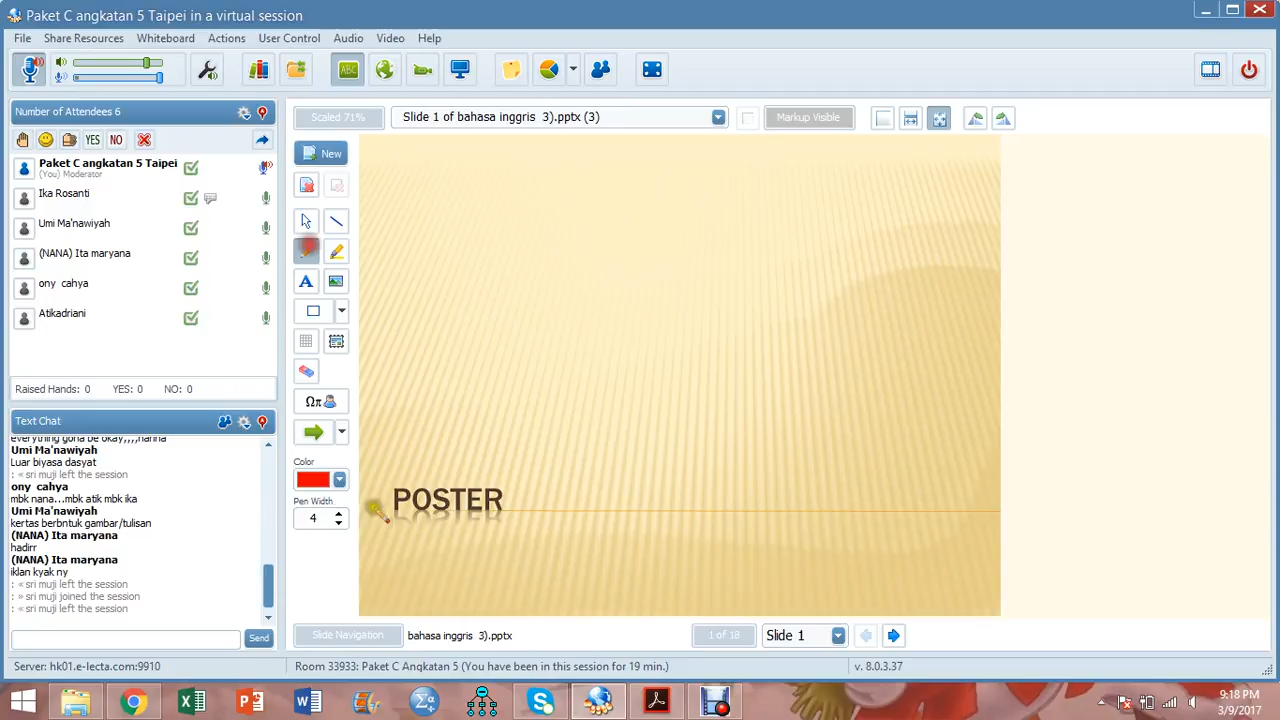 Paket C angkatan 5 Taipei in a virtual session
File Share Resources Whiteboard Actions User Control Audio Video Help
Number of Attendees 6
YES NO
Paket C angkatan 5 Taipei
(You) Moderator
Ika Rosanti
Umi Ma'nawiyah
(NANA) Ita maryana
ony cahya
Atikadriani
Raised Hands: 0 YES: 0 NO: 0
Text Chat
everything gona be okay,,,,hanna
Umi Ma'nawiyah
Luar biyasa dasyat
: « sri muji left the session
ony cahya
mbk nana...mbk atik mbk ika
Umi Ma'nawiyah
kertas berbntuk gambar/tulisan
(NANA) Ita maryana
hadirr
(NANA) Ita maryana
iklan kyak ny
: « sri muji left the session
: » sri muji joined the session
: « sri muji left the session
Send
Scaled 71%
Slide 1 of bahasa inggris 3).pptx (3)
Markup Visible
ABC
New
A
Ωπ
Color
Pen Width
4
POSTER
Slide Navigation
bahasa inggris 3).pptx
1 of 18
Slide 1
Server: hk01.e-lecta.com:9910
Room 33933: Paket C Angkatan 5 (You have been in this session for 19 min.)
v. 8.0.3.37
9:18 PM
3/9/2017